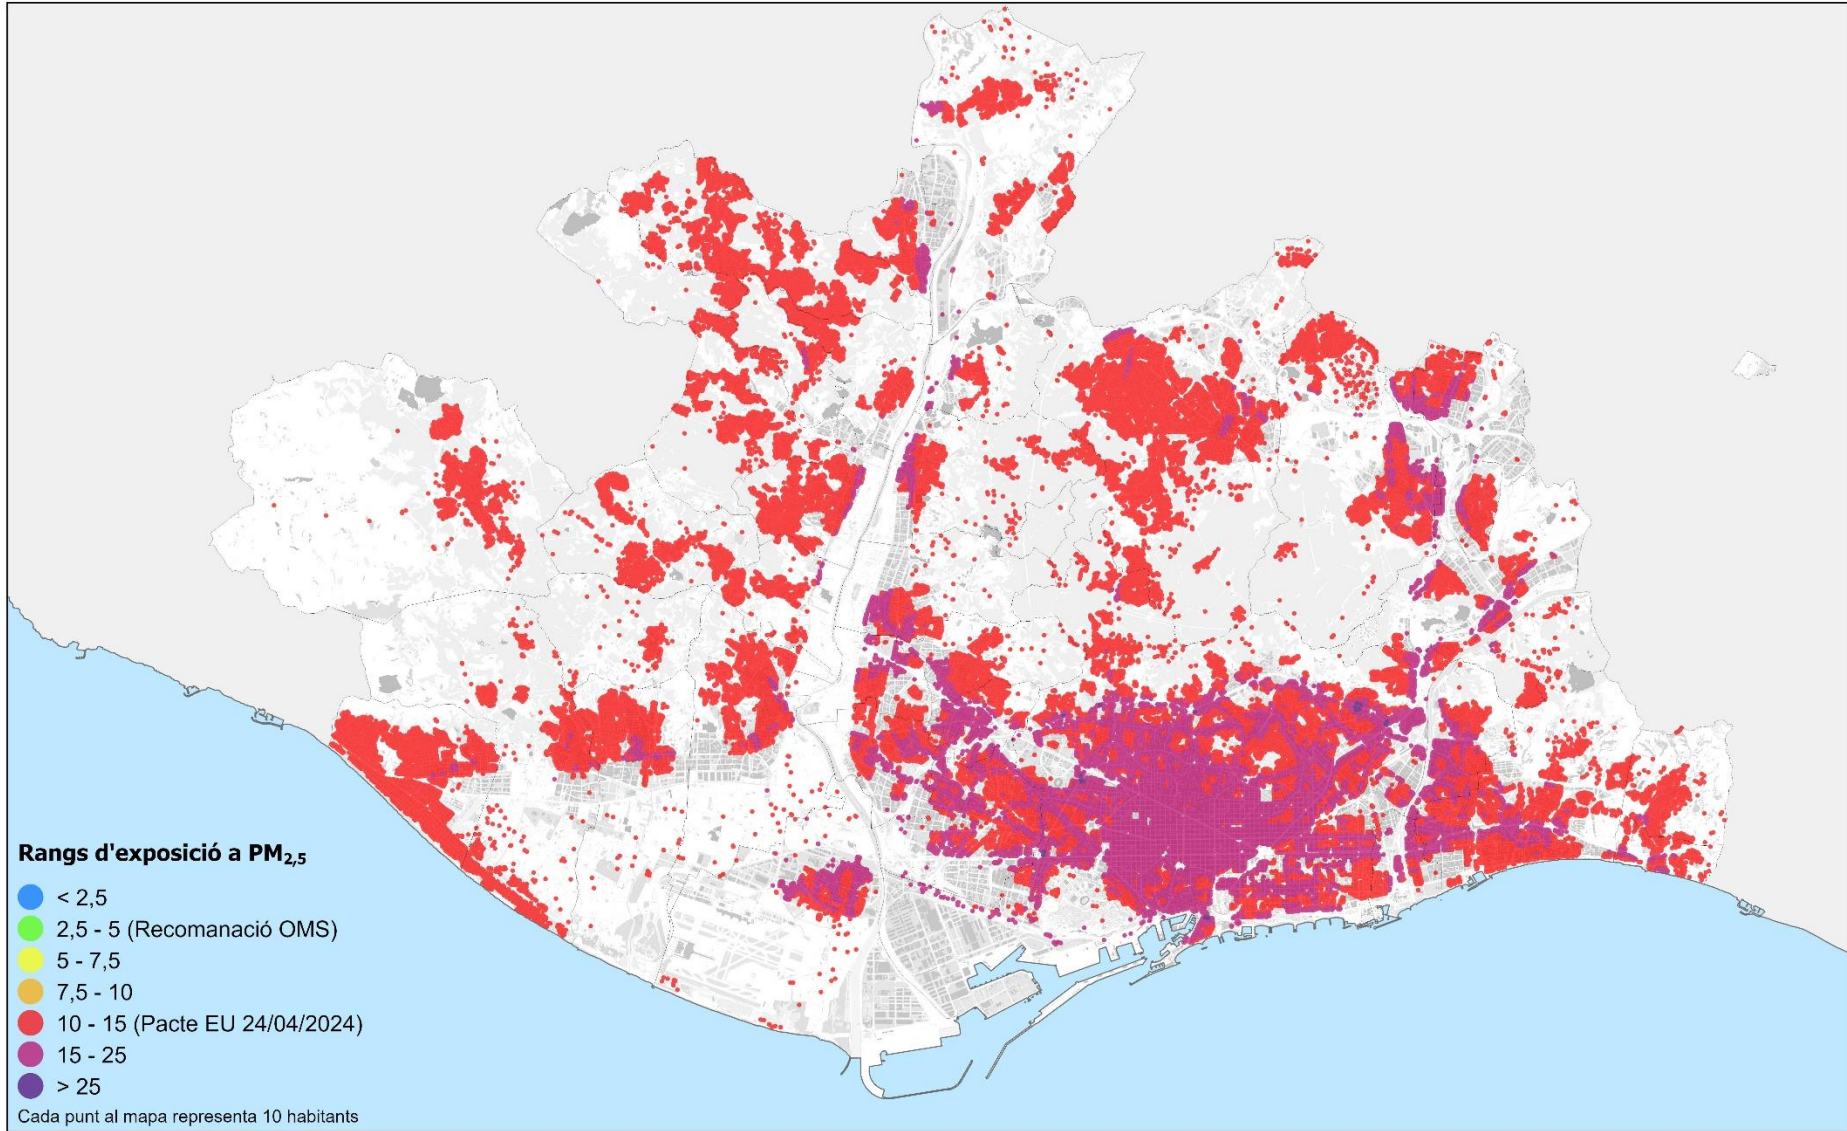 Rangs d'exposició a PM2,5
< 2,5
2,5 - 5 (Recomanació OMS)
5 - 7,5
7,5 - 10
10 - 15 (Pacte EU 24/04/2024)
15 - 25
> 25
Cada punt al mapa representa 10 habitants